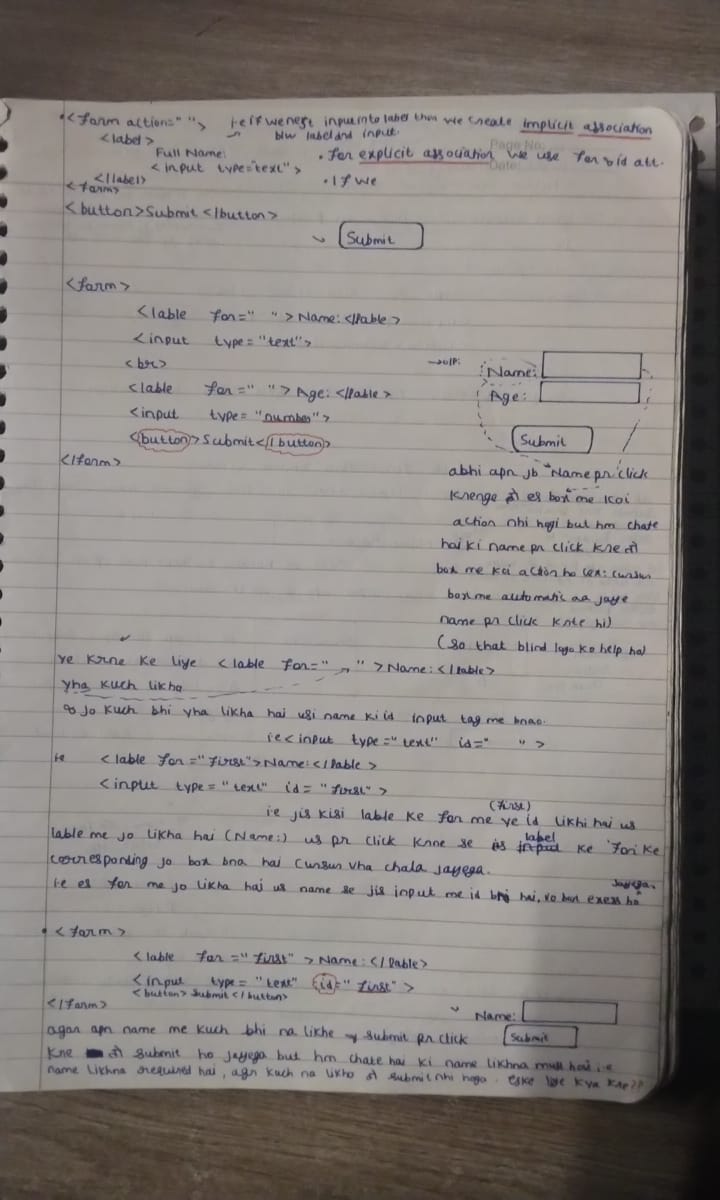 <form action=" "> i.e if we nest input into label then we create implicit association
<label> b/w label and input.
Page No:
Full Name: • For explicit association we use for & id att.
Date:
<input type="text">
</label> • If we
<form>
<button>Submit </button>
Submit
<form>
<lable for=" " > Name: </lable >
<input type="text">
<br>
→ o/p: Name:
<lable for=" "> Age: </lable > Age:
<input type= "number">
<button> Submit</button> Submit
</form>
abhi apn jb "Name pr click
krenge to es box me koi
action nhi hogi but hm chate
hai ki name pr click kre to
box me koi action ho (ex: cursur
box me automatic aa jaye
name pr click krte hi)
(so that blind logo ko help ho)
ye krne ke liye <lable for=" " >Name: </lable>
yha kuch likha
jo kuch bhi yha likha hai usi name ki id input tag me bnao.
ie <input type="text" id=" " >
ie <lable for="first">Name:</lable >
<input type="text" id= "first" >
(first)
i.e jis kisi lable ke for me ye id likhi hai us
lable me jo likha hai (Name:) us pr click krne se label ke 'for' ke
corresponding jo box bna hai cursur vha chala jayega.
i.e es for me jo likha hai us name se jis input me id bni hai, vo box ho jayega.
• <form>
<lable for ="first" > Name: </lable>
<input type = "text" id="first" >
<button> submit </button>
</form> Name:
agar apn name me kuch bhi na likhe submit pr click Submit
krne to submit ho jayega but hm chate hai ki name likhna must hai i.e
name likhna required hai, agr kuch na likho to submit nhi hoga. eske liye kya kre??